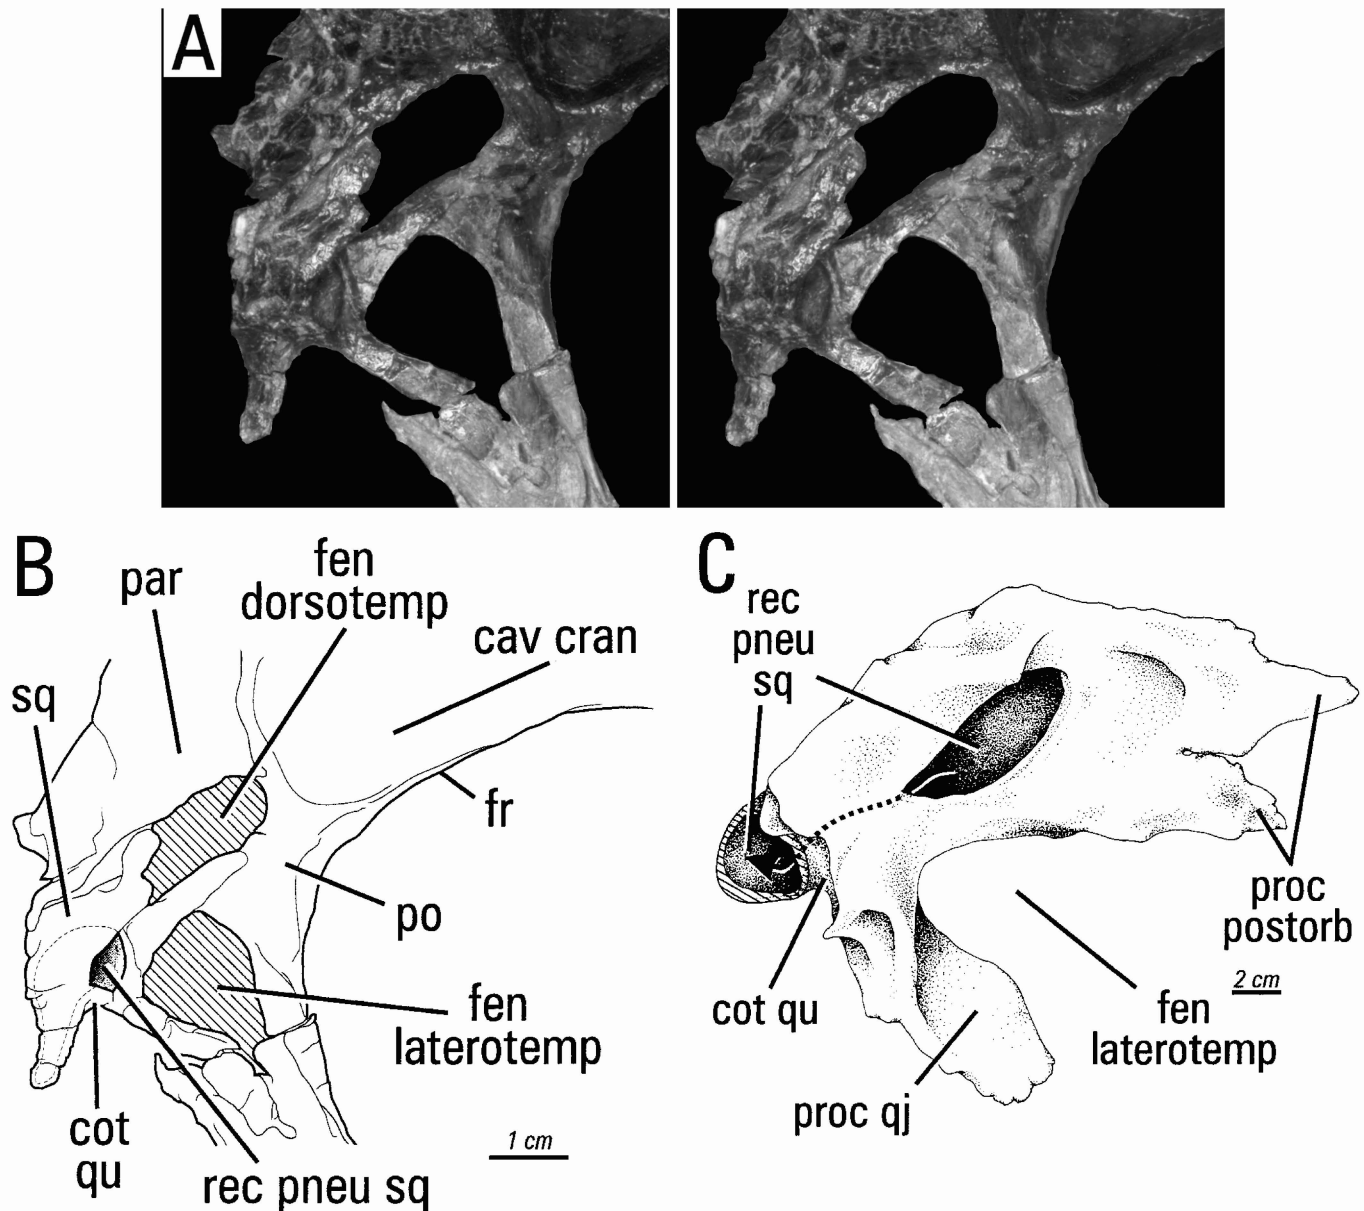 A
B
par
fen
dorsotemp
cav cran
sq
fr
po
fen
laterotemp
cot
qu
rec pneu sq
1 cm
C
rec
pneu
sq
proc
postorb
2 cm
cot qu
fen
laterotemp
proc qj